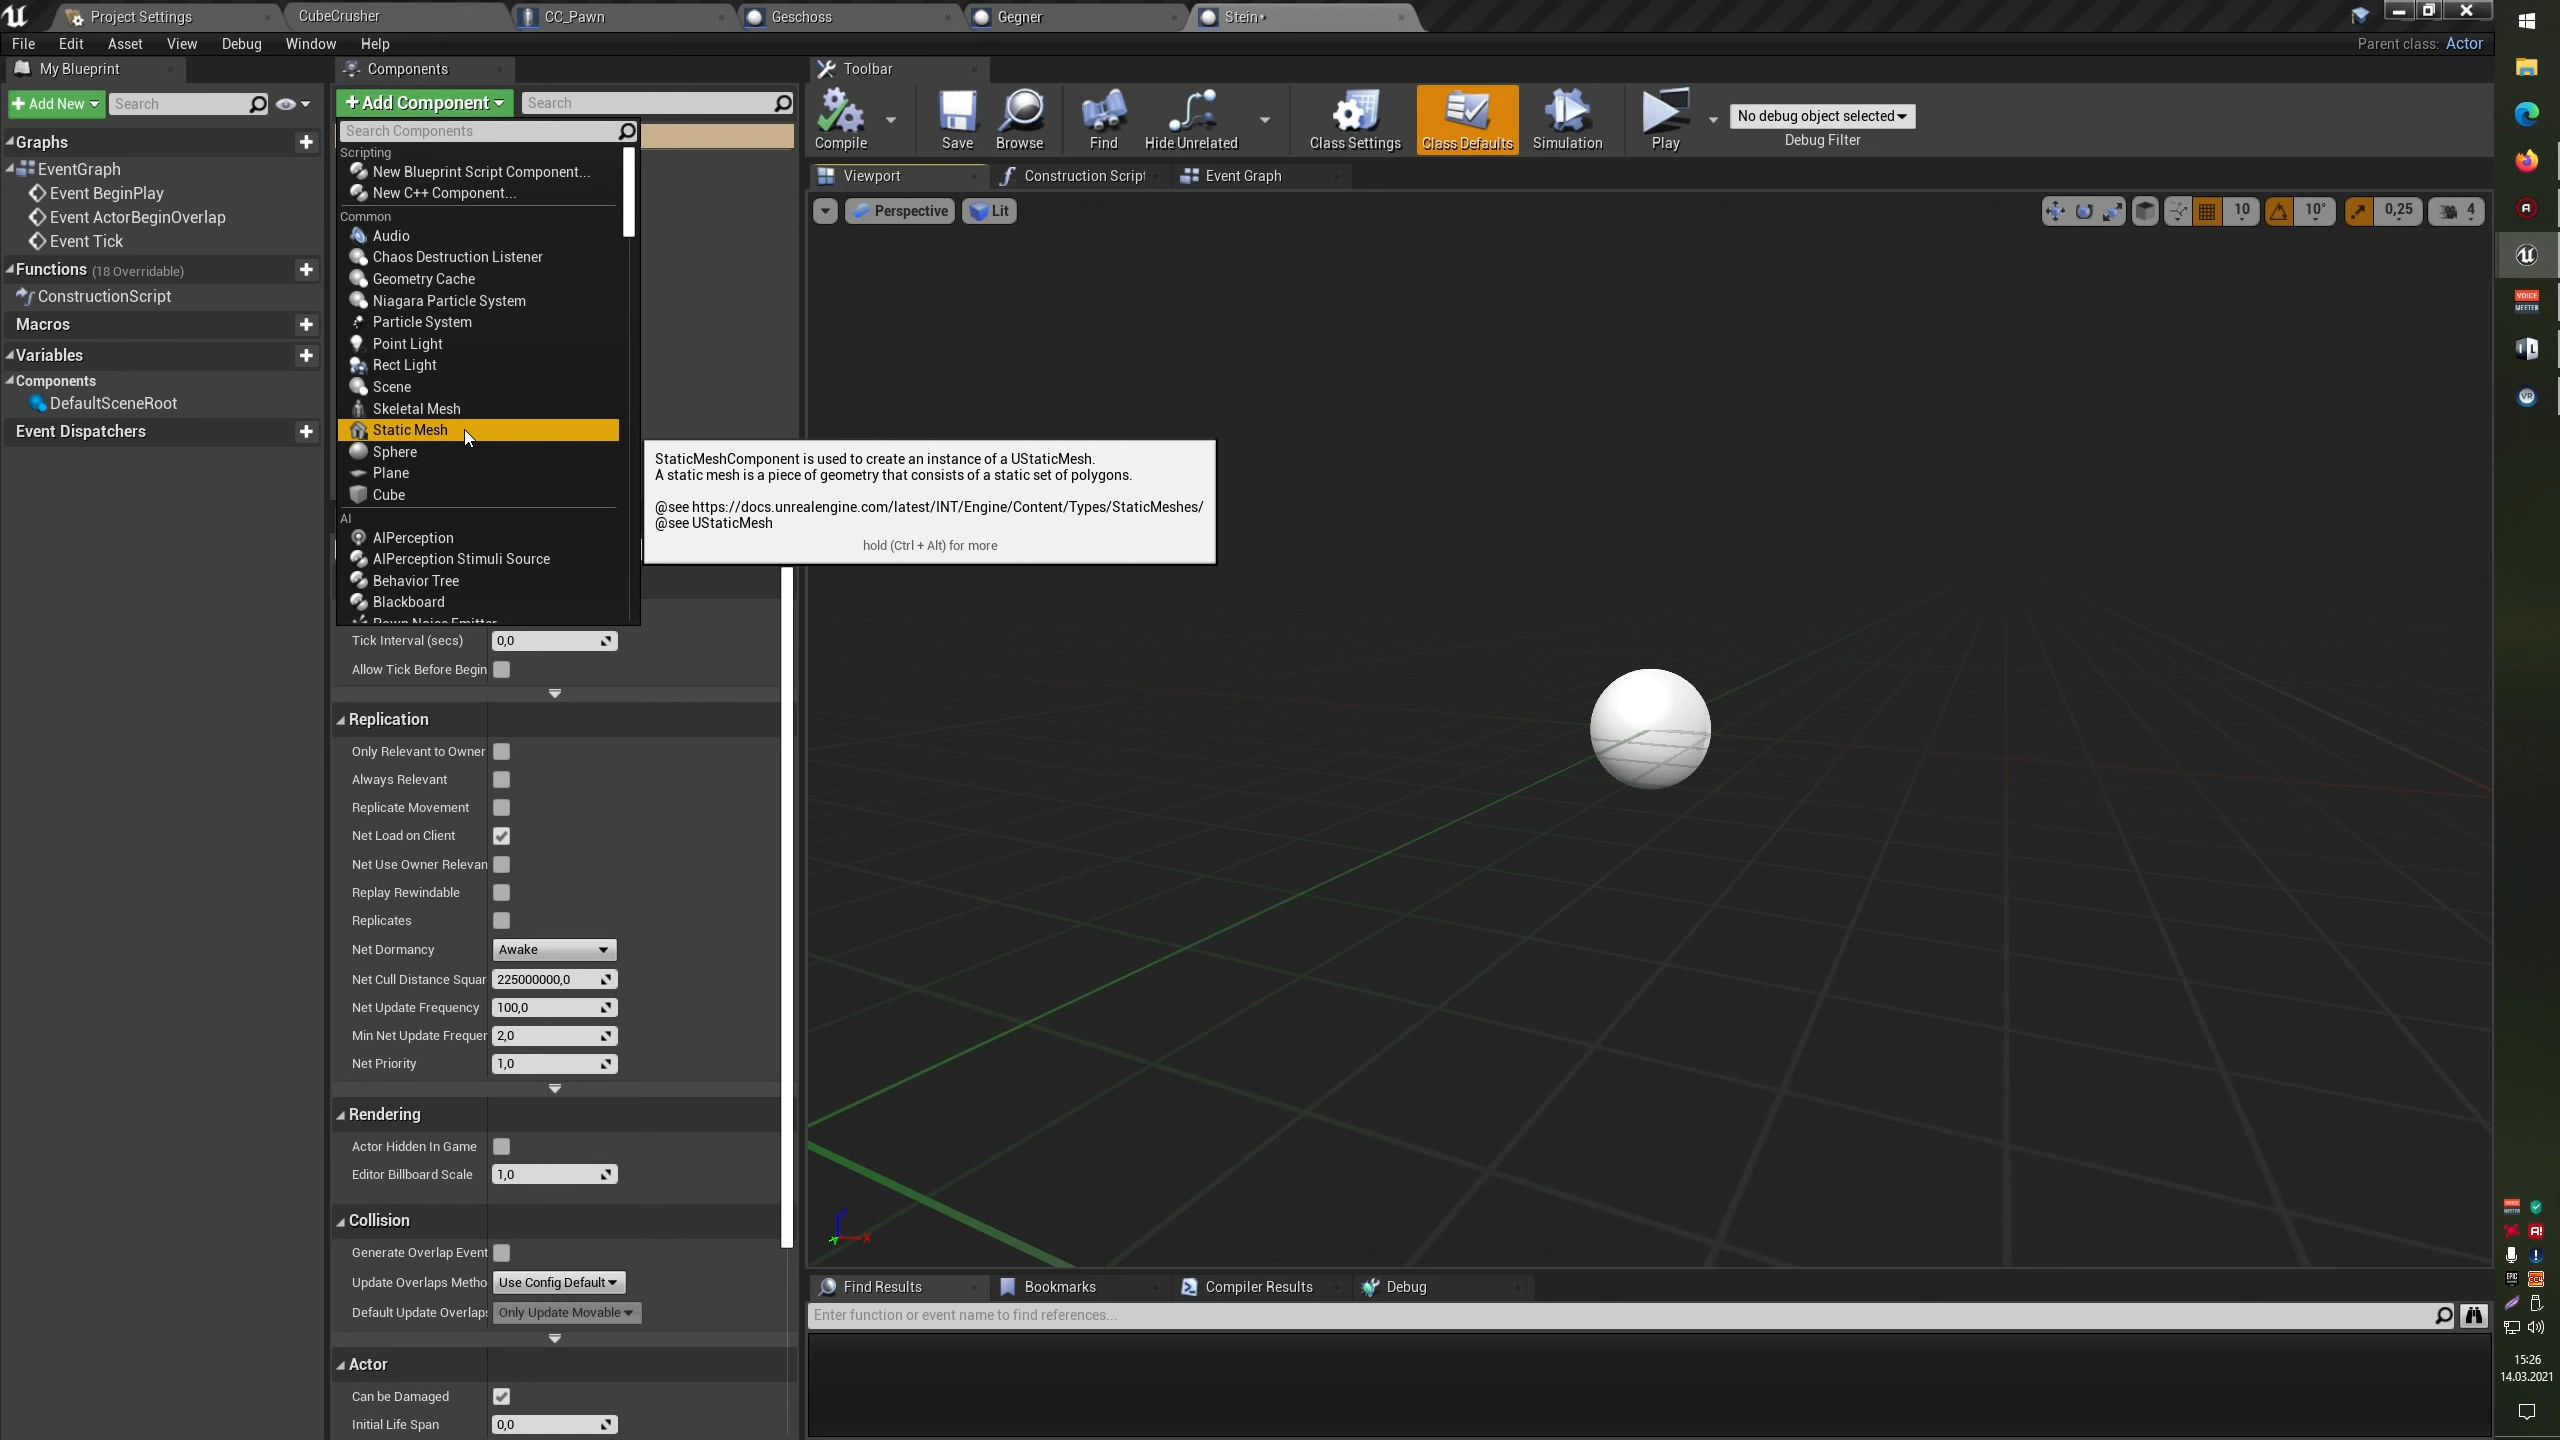 Project Settings
CubeCrusher
CC_Pawn
Geschoss
Gegner
Stein*
File
Edit
Asset
View
Debug
Window
Help
Parent class: Actor
My Blueprint
Components
Toolbar
+ Add New
Search
+ Add Component
Search
Search Components
Graphs
EventGraph
Event BeginPlay
Event ActorBeginOverlap
Event Tick
Functions (18 Overridable)
ConstructionScript
Macros
Variables
Components
DefaultSceneRoot
Event Dispatchers
Scripting
New Blueprint Script Component...
New C++ Component...
Common
Audio
Chaos Destruction Listener
Geometry Cache
Niagara Particle System
Particle System
Point Light
Rect Light
Scene
Skeletal Mesh
Static Mesh
Sphere
Plane
Cube
AI
AIPerception
AIPerception Stimuli Source
Behavior Tree
Blackboard
StaticMeshComponent is used to create an instance of a UStaticMesh.
A static mesh is a piece of geometry that consists of a static set of polygons.
@see https://docs.unrealengine.com/latest/INT/Engine/Content/Types/StaticMeshes/
@see UStaticMesh
hold (Ctrl + Alt) for more
Tick Interval (secs) 0,0
Allow Tick Before Begin
Replication
Only Relevant to Owner
Always Relevant
Replicate Movement
Net Load on Client
Net Use Owner Relevan
Replay Rewindable
Replicates
Net Dormancy Awake
Net Cull Distance Squar 225000000,0
Net Update Frequency 100,0
Min Net Update Frequer 2,0
Net Priority 1,0
Rendering
Actor Hidden In Game
Editor Billboard Scale 1,0
Collision
Generate Overlap Event
Update Overlaps Metho Use Config Default
Default Update Overlaps Only Update Movable
Actor
Can be Damaged
Initial Life Span 0,0
Compile
Save
Browse
Find
Hide Unrelated
Class Settings
Class Defaults
Simulation
Play
No debug object selected
Debug Filter
Viewport
Construction Script
Event Graph
Perspective
Lit
10
10°
0,25
4
Z
X
Y
Find Results
Bookmarks
Compiler Results
Debug
Enter function or event name to find references...
VOICE
MEETER
VR
15:26
14.03.2021